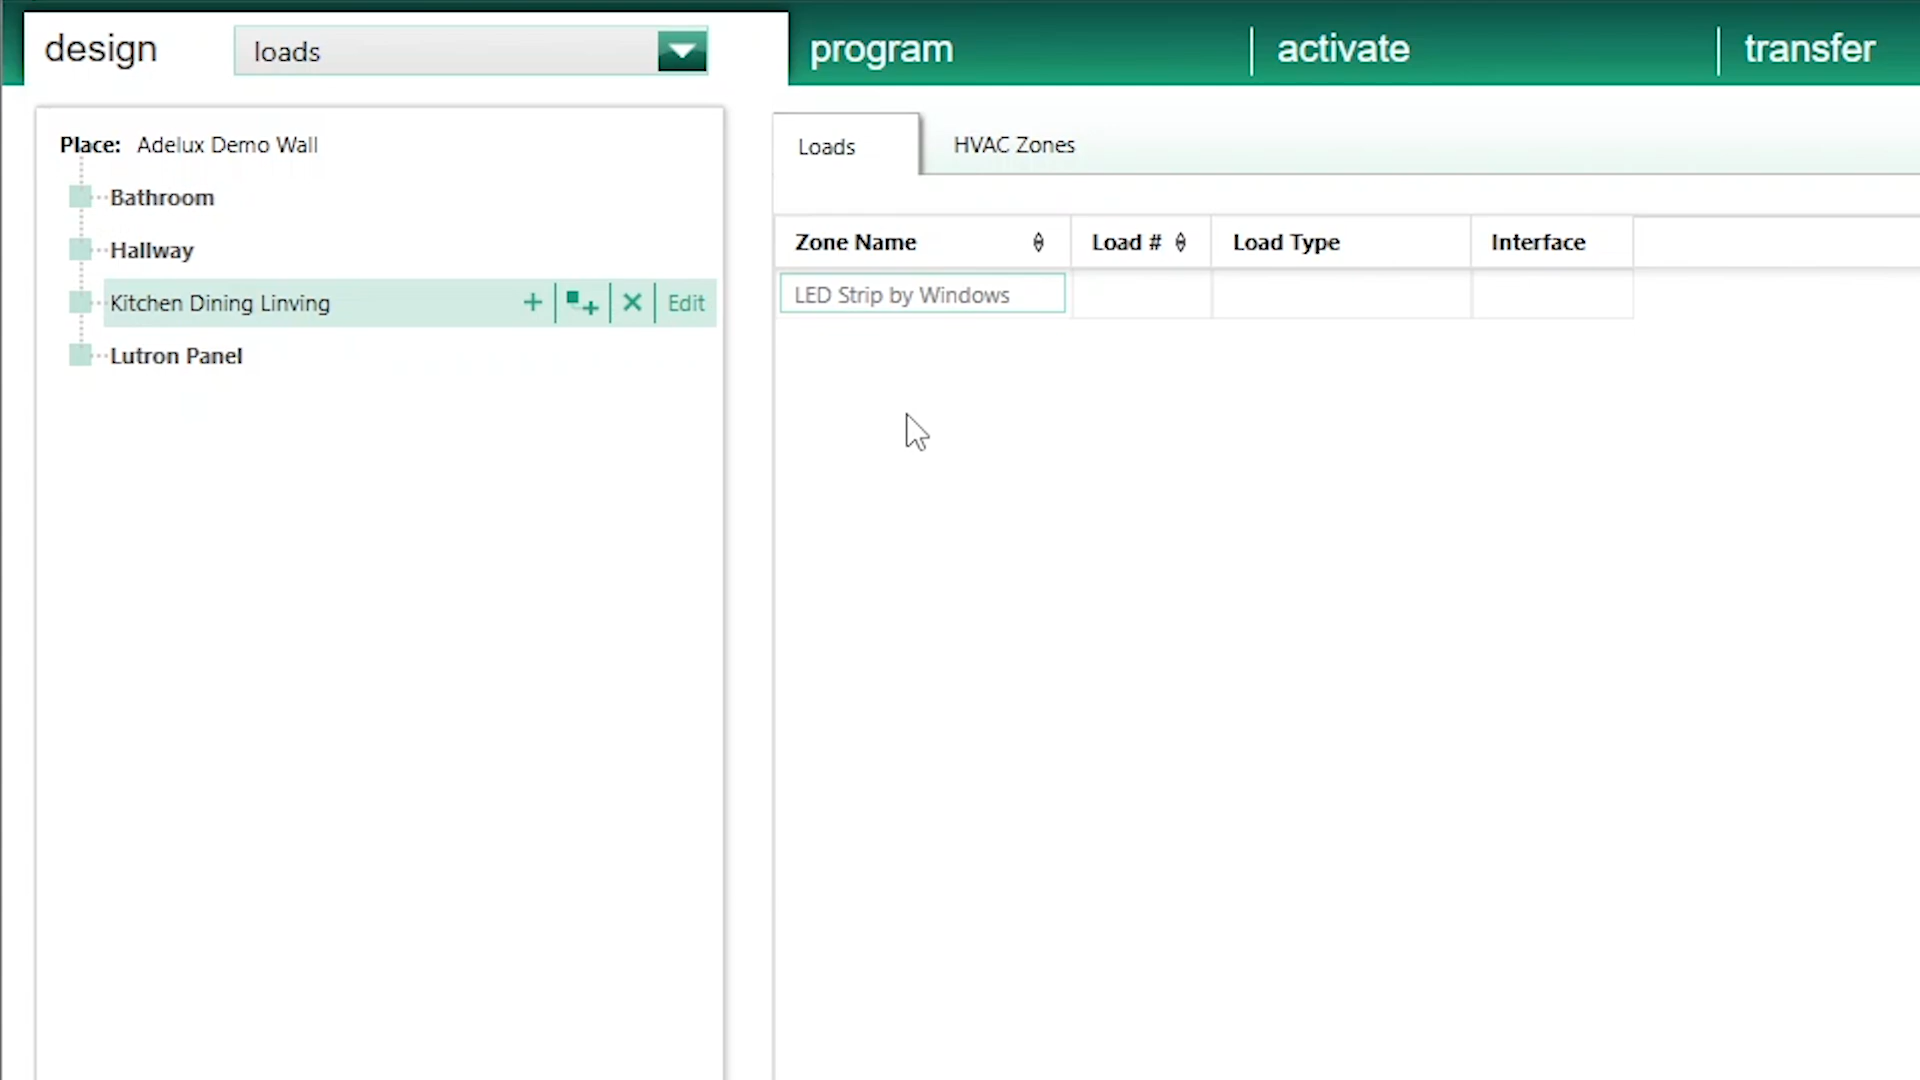 design loads program activate transfer
Place: Adelux Demo Wall
Bathroom
Hallway
Kitchen Dining Linving Edit
Lutron Panel
Loads HVAC Zones
Zone Name Load # Load Type Interface
LED Strip by Windows